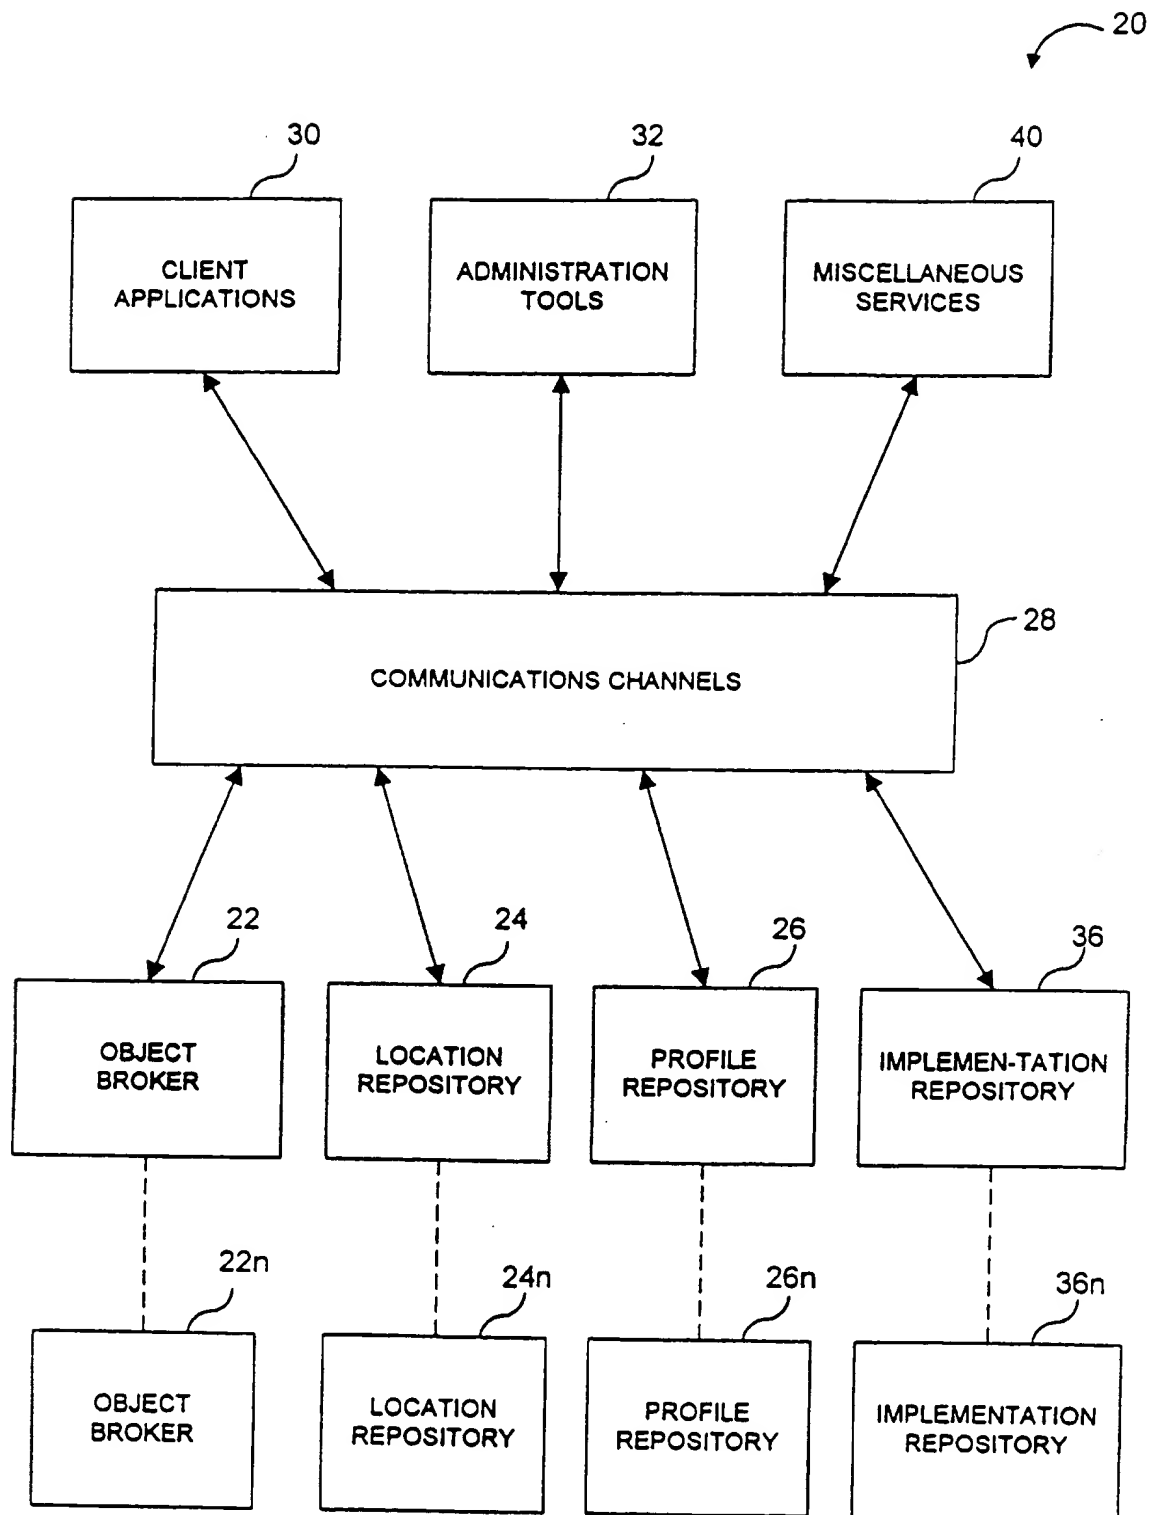 20
30
32
40
CLIENT
APPLICATIONS
ADMINISTRATION
TOOLS
MISCELLANEOUS
SERVICES
28
COMMUNICATIONS CHANNELS
22
24
26
36
OBJECT
BROKER
LOCATION
REPOSITORY
PROFILE
REPOSITORY
IMPLEMEN-TATION
REPOSITORY
22n
24n
26n
36n
OBJECT
BROKER
LOCATION
REPOSITORY
PROFILE
REPOSITORY
IMPLEMENTATION
REPOSITORY